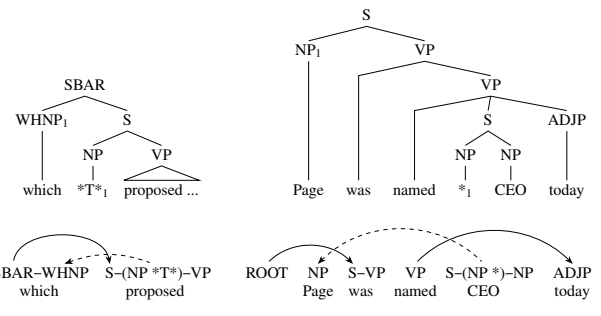 S
NP1 VP
SBAR VP
WHNP1 S S ADJP
NP VP NP NP
which *T*1 proposed ... Page was named *1 CEO today
BAR–WHNP S–(NP *T*)–VP ROOT NP S–VP VP S–(NP *)–NP ADJP
which proposed Page was named CEO today